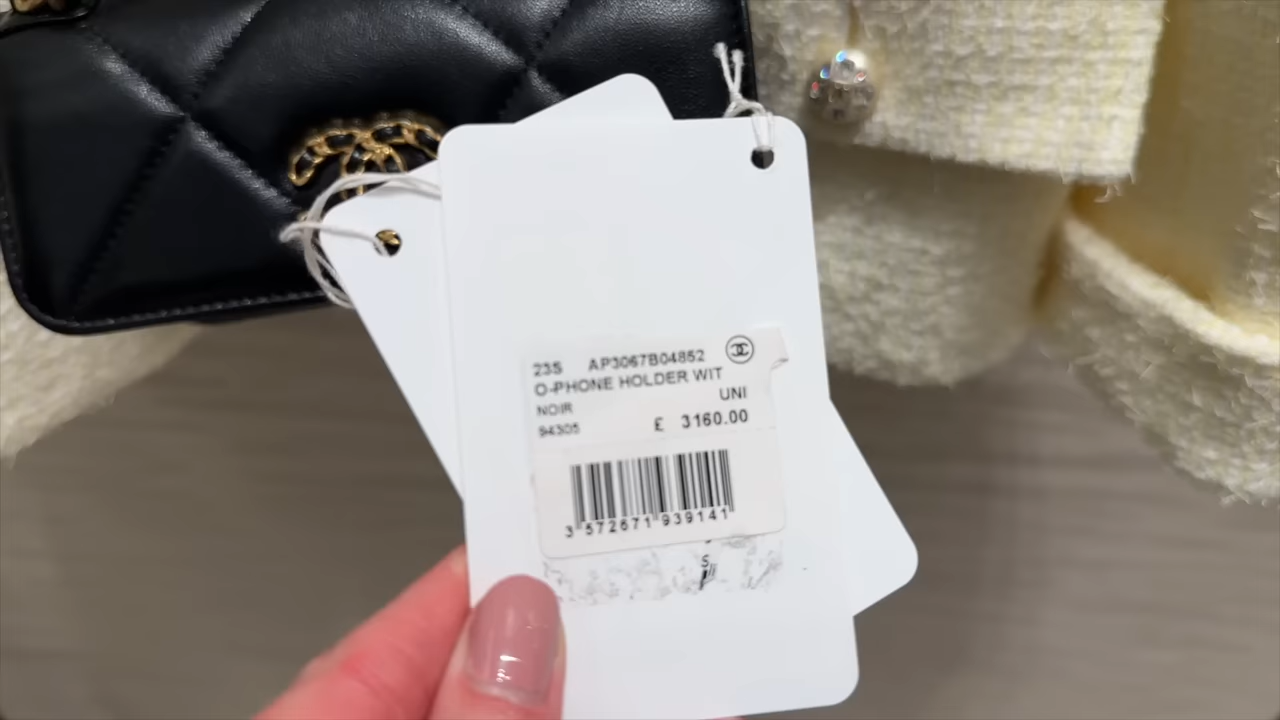 23S AP3067B04852
O-PHONE HOLDER WIT
NOIR UNI
94305 £ 3160.00
3 572671 939141
S